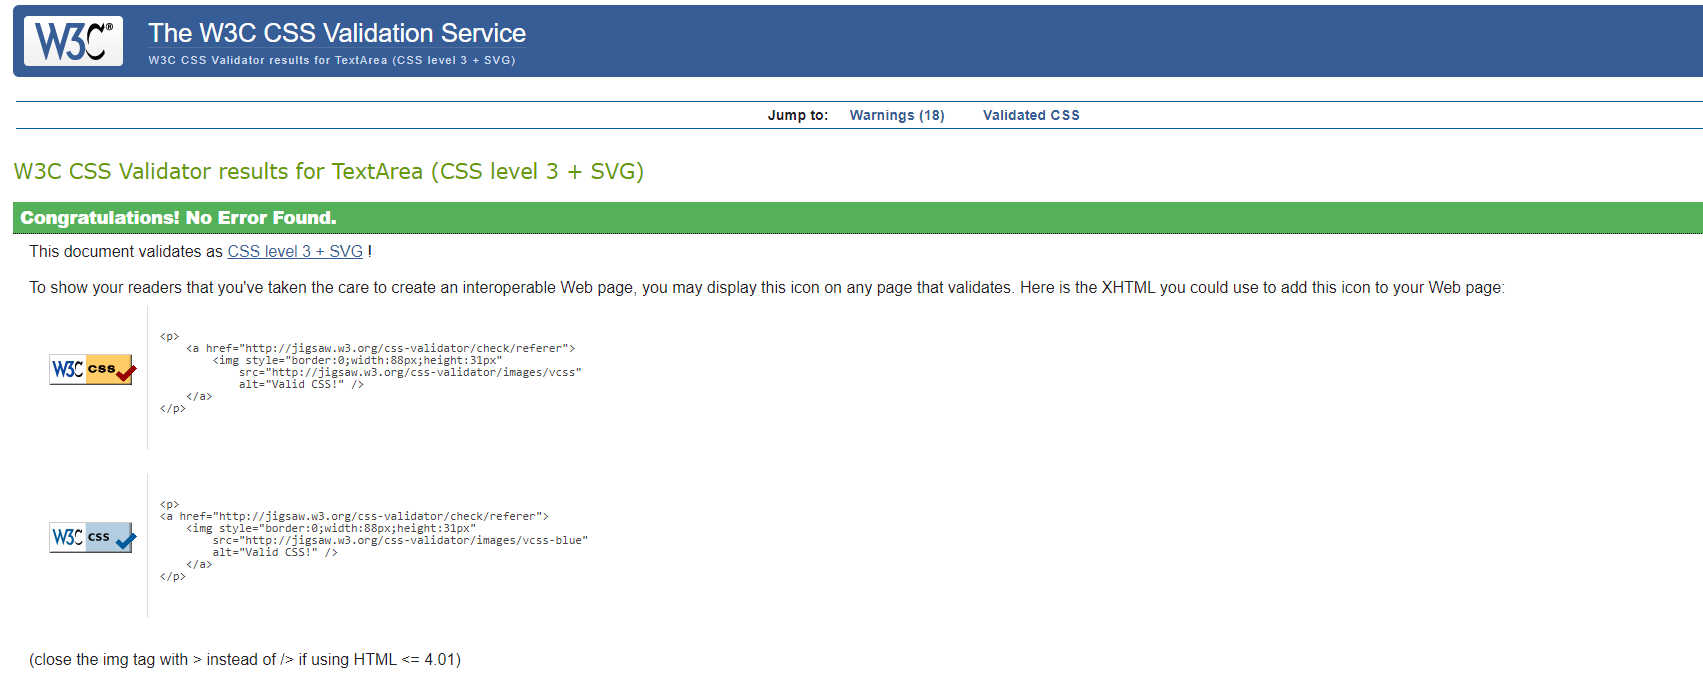 W3C® The W3C CSS Validation Service
W3C CSS Validator results for TextArea (CSS level 3 + SVG)
Jump to: Warnings (18) Validated CSS
W3C CSS Validator results for TextArea (CSS level 3 + SVG)
Congratulations! No Error Found.
This document validates as CSS level 3 + SVG !
To show your readers that you've taken the care to create an interoperable Web page, you may display this icon on any page that validates. Here is the XHTML you could use to add this icon to your Web page:
W3C css
<p>
<a href="http://jigsaw.w3.org/css-validator/check/referer">
<img style="border:0;width:88px;height:31px"
src="http://jigsaw.w3.org/css-validator/images/vcss"
alt="Valid CSS!" />
</a>
</p>
W3C css
<p>
<a href="http://jigsaw.w3.org/css-validator/check/referer">
<img style="border:0;width:88px;height:31px"
src="http://jigsaw.w3.org/css-validator/images/vcss-blue"
alt="Valid CSS!" />
</a>
</p>
(close the img tag with > instead of /> if using HTML <= 4.01)